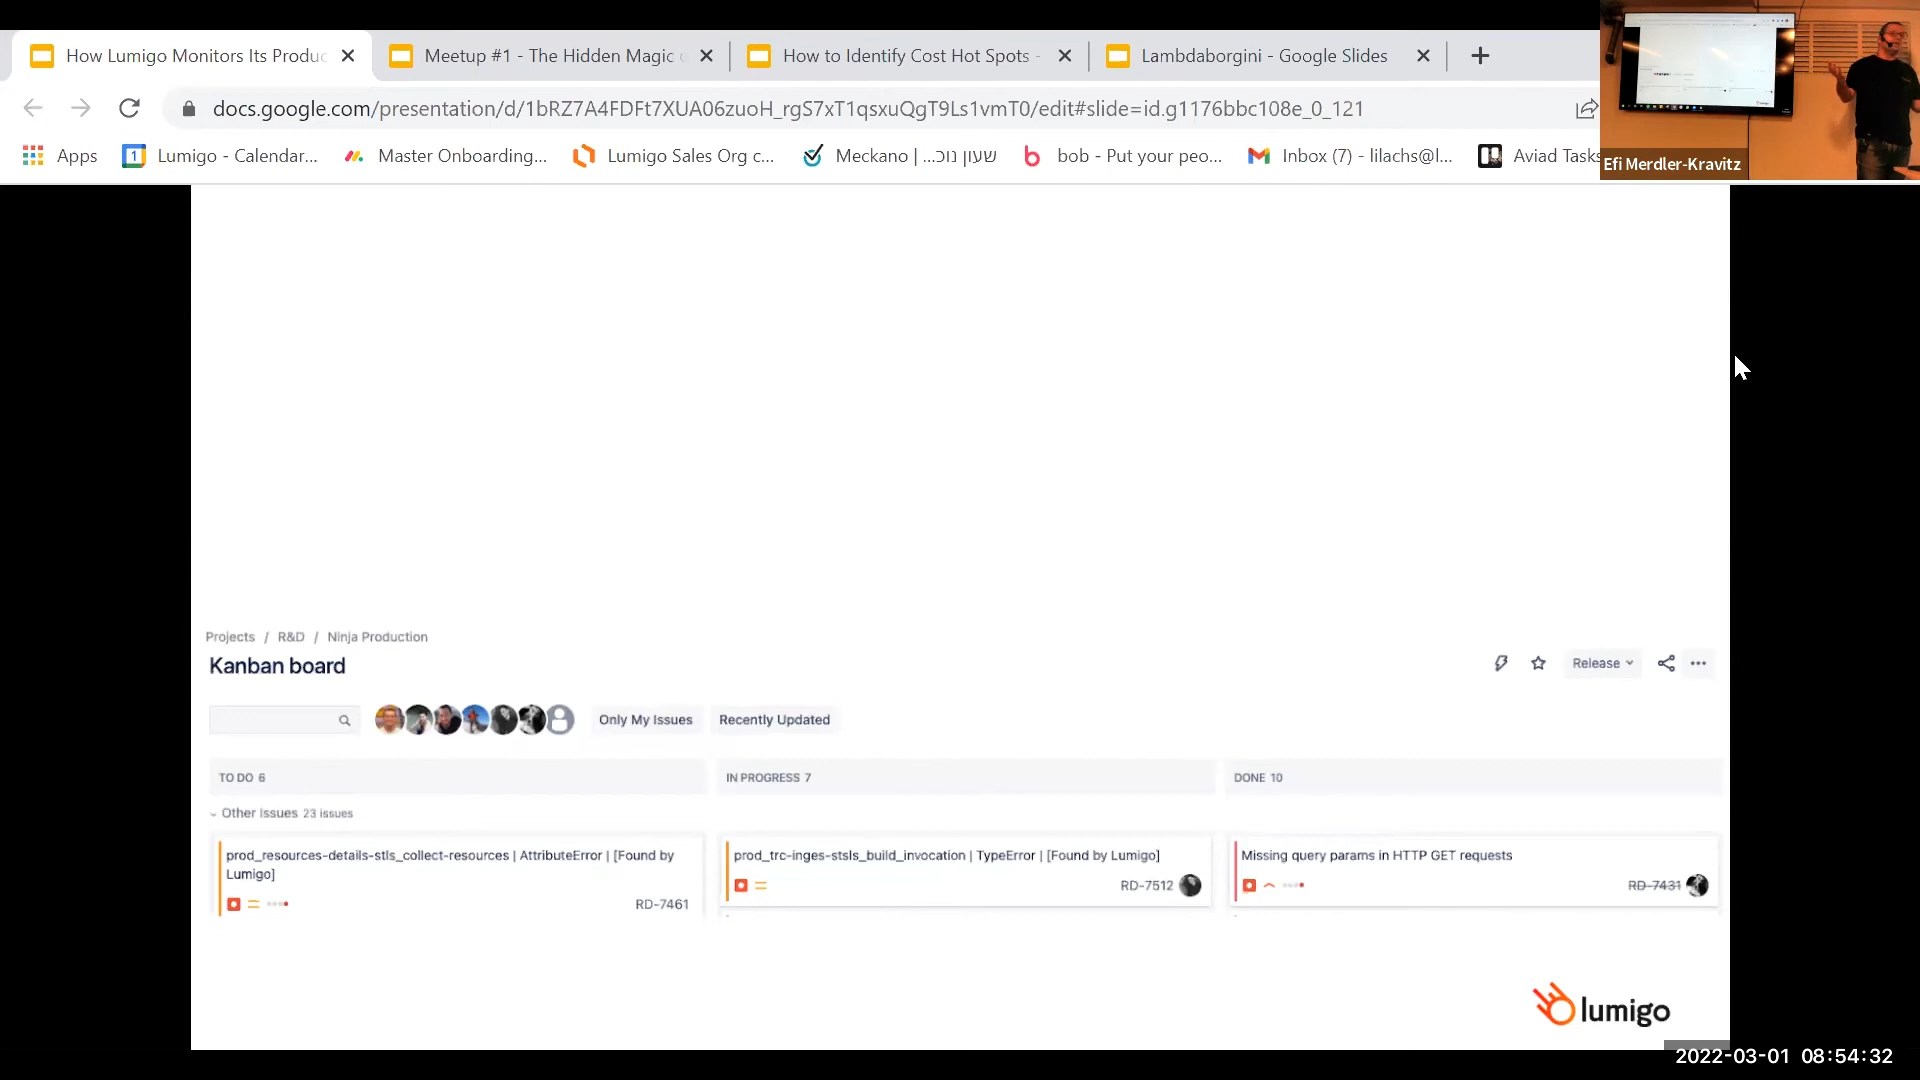 How Lumigo Monitors Its Produc
Meetup #1 - The Hidden Magic o
How to Identify Cost Hot Spots -
Lambdaborgini - Google Slides
docs.google.com/presentation/d/1bRZ7A4FDFt7XUA06zuoH_rgS7xT1qsxuQgT9Ls1vmT0/edit#slide=id.g1176bbc108e_0_121
Apps
1
Lumigo - Calendar...
Master Onboarding...
Lumigo Sales Org c...
Meckano | ...שעון נוכ
bob - Put your peo...
Inbox (7) - lilachs@l...
Aviad Tasks
Efi Merdler-Kravitz
Projects / R&D / Ninja Production
Kanban board
Release
Only My Issues
Recently Updated
TO DO 6
IN PROGRESS 7
DONE 10
Other Issues 23 issues
prod_resources-details-stls_collect-resources | AttributeError | [Found by
Lumigo]
RD-7461
prod_trc-inges-stsls_build_invocation | TypeError | [Found by Lumigo]
RD-7512
Missing query params in HTTP GET requests
RD-7431
lumigo
2022-03-01 08:54:32